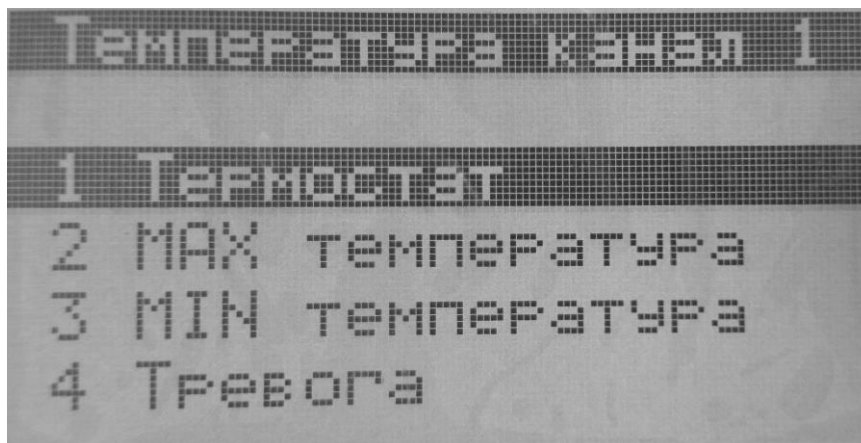 Температура канал 1
1 Термостат
2 MAX температура
3 MIN температура
4 Тревога